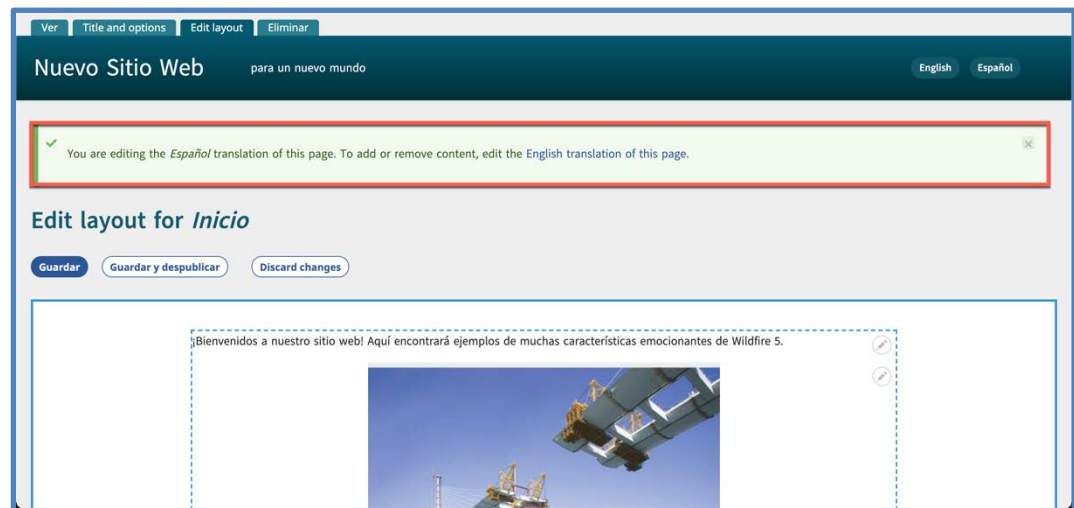 Ver Title and options Edit layout Eliminar
Nuevo Sitio Web para un nuevo mundo English Español
You are editing the Español translation of this page. To add or remove content, edit the English translation of this page.
Edit layout for Inicio
Guardar Guardar y despublicar Discard changes
¡Bienvenidos a nuestro sitio web! Aquí encontrará ejemplos de muchas características emocionantes de Wildfire 5.